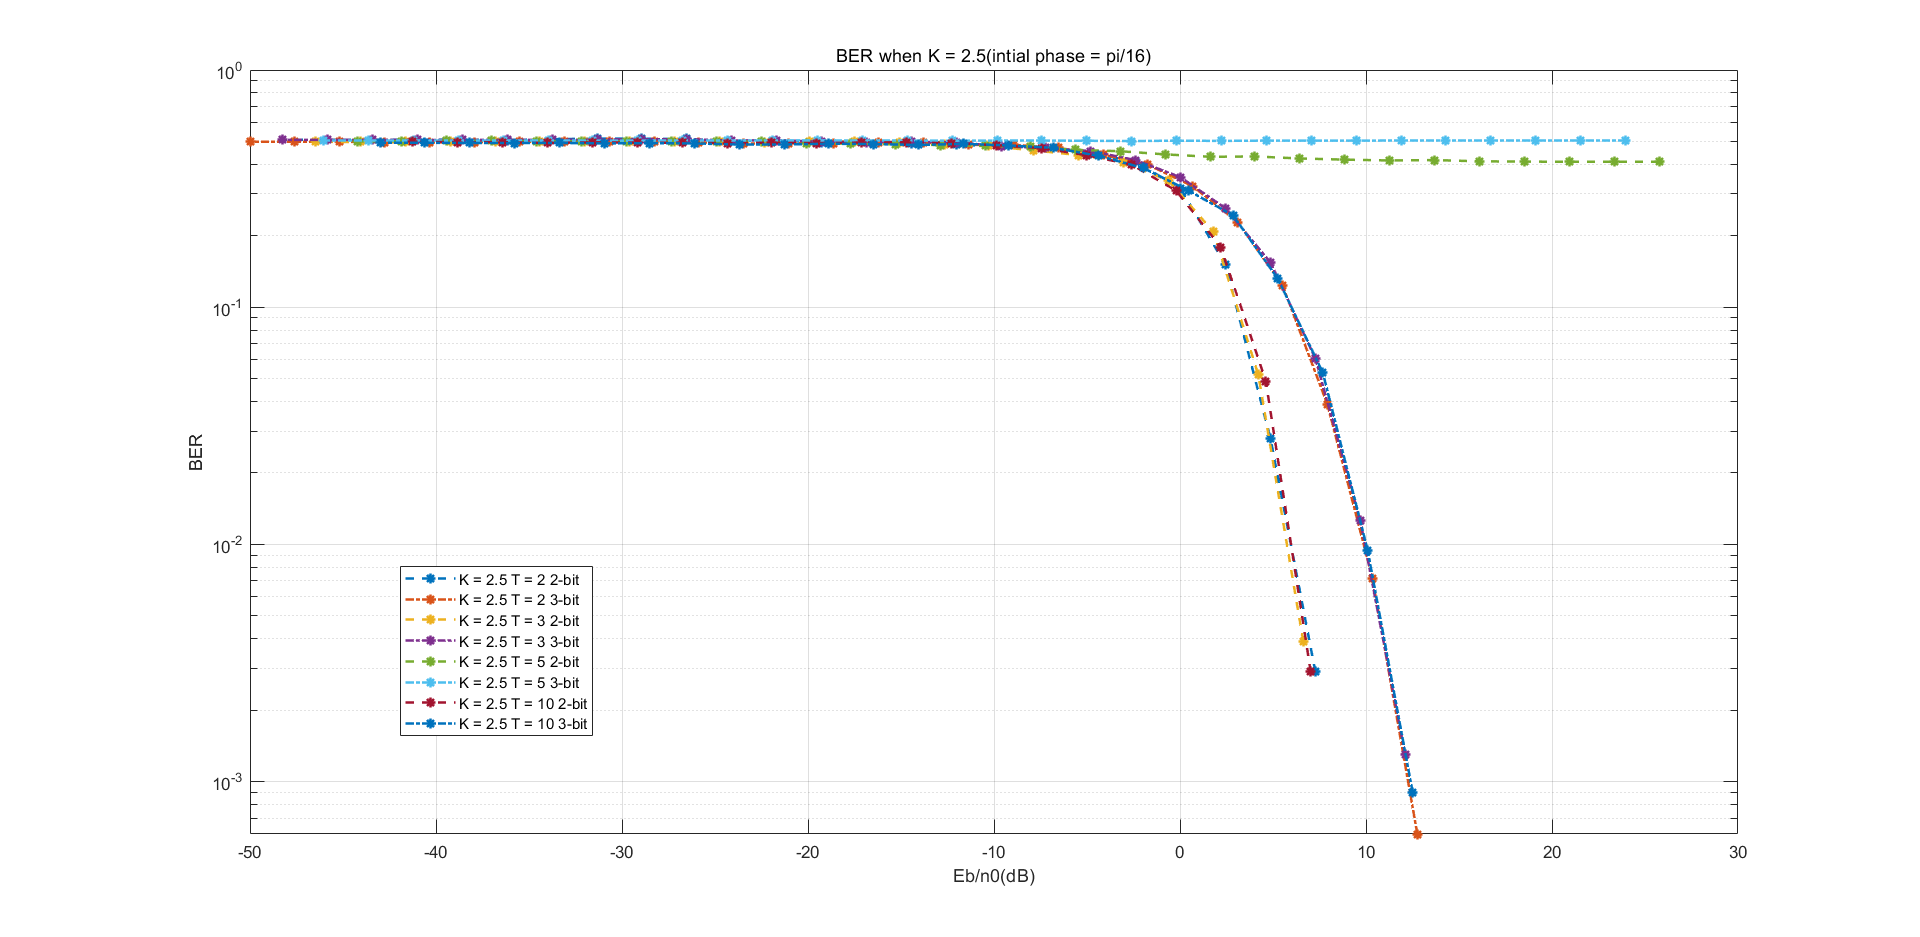 BER when K = 2.5(intial phase = pi/16)
10^0
10^-1
10^-2
10^-3
BER
K = 2.5 T = 2 2-bit
K = 2.5 T = 2 3-bit
K = 2.5 T = 3 2-bit
K = 2.5 T = 3 3-bit
K = 2.5 T = 5 2-bit
K = 2.5 T = 5 3-bit
K = 2.5 T = 10 2-bit
K = 2.5 T = 10 3-bit
-50 -40 -30 -20 -10 0 10 20 30
Eb/n0(dB)